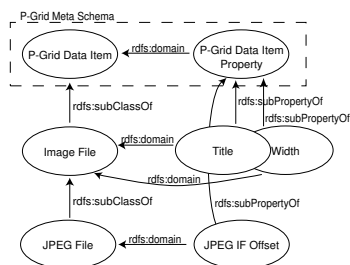 P-Grid Meta Schema
P-Grid Data Item
rdfs:domain
P-Grid Data Item
Property
rdfs:subClassOf
rdfs:subPropertyOf
rdfs:subPropertyOf
Image File
rdfs:domain
Title
Width
rdfs:domain
rdfs:subClassOf
rdfs:subPropertyOf
JPEG File
rdfs:domain
JPEG IF Offset